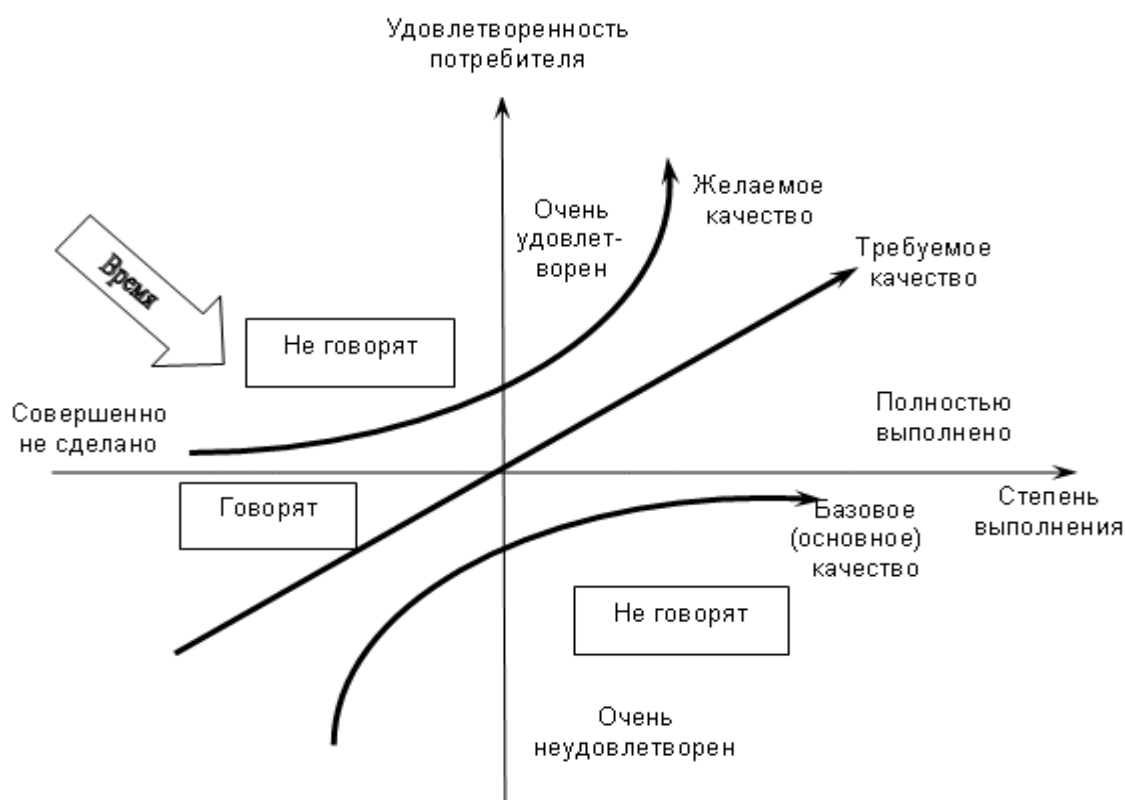 Удовлетворенность
потребителя
Желаемое
качество
Очень
удовлет-
ворен
Требуемое
качество
Время
Не говорят
Совершенно
не сделано
Полностью
выполнено
Говорят
Степень
выполнения
Базовое
(основное)
качество
Не говорят
Очень
неудовлетворен